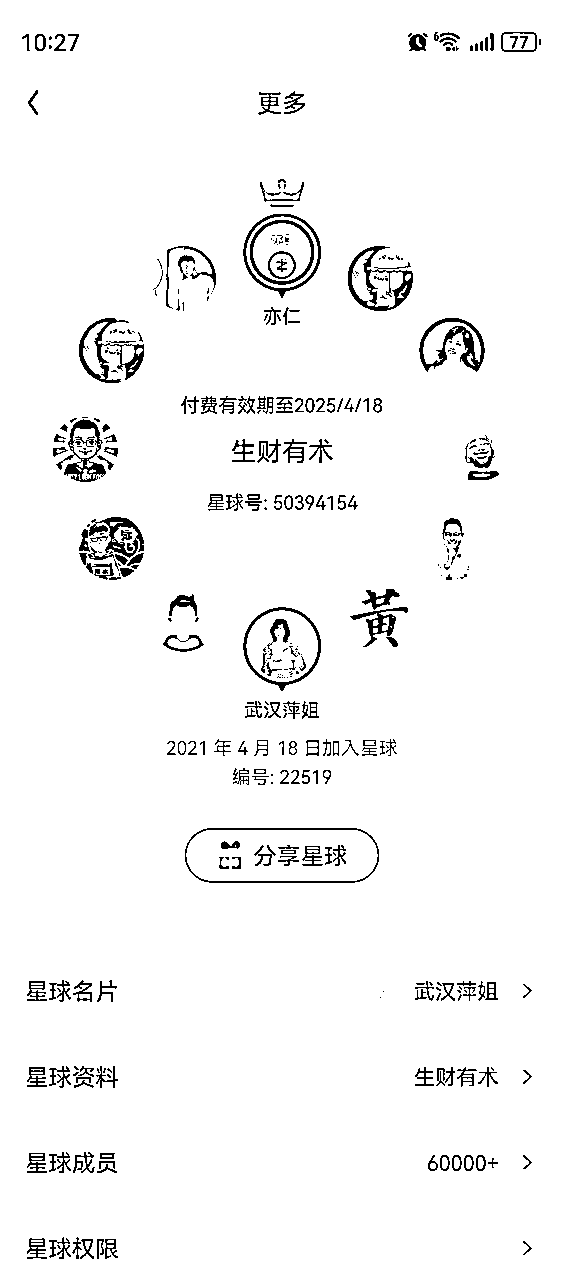 10:27
6
77
更多
亦仁
付费有效期至2025/4/18
生财有术
星球号: 50394154
黄
武汉萍姐
2021 年 4 月 18 日加入星球
编号: 22519
分享星球
星球名片 武汉萍姐
星球资料 生财有术
星球成员 60000+
星球权限